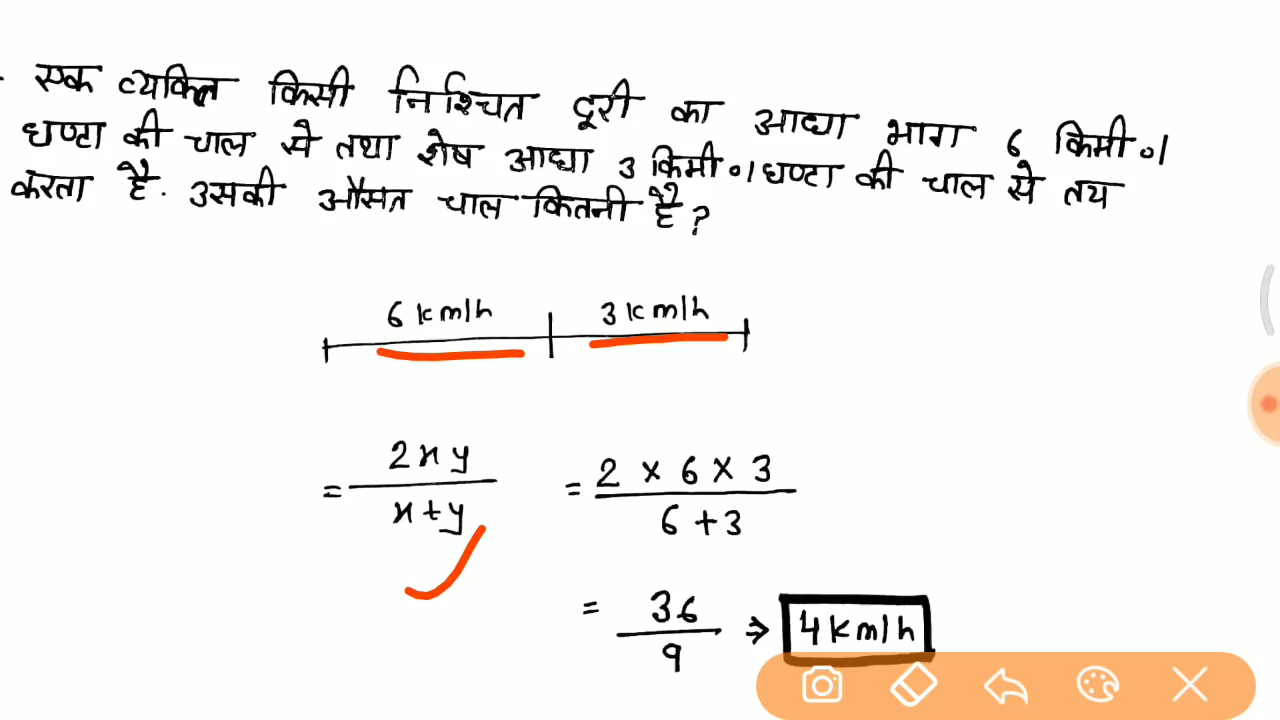 एक व्यक्ति किसी निश्चित दूरी का आधा भाग 6 किमी०/
घण्टा की चाल से तथा शेष आधा 3 किमी०/घण्टा की चाल से तय
करता है. उसकी औसत चाल कितनी है?
6 km/h 3 km/h
= 2xy / x+y = 2 × 6 × 3 / 6 + 3
= 36 / 9 ⇒ 4 km/h